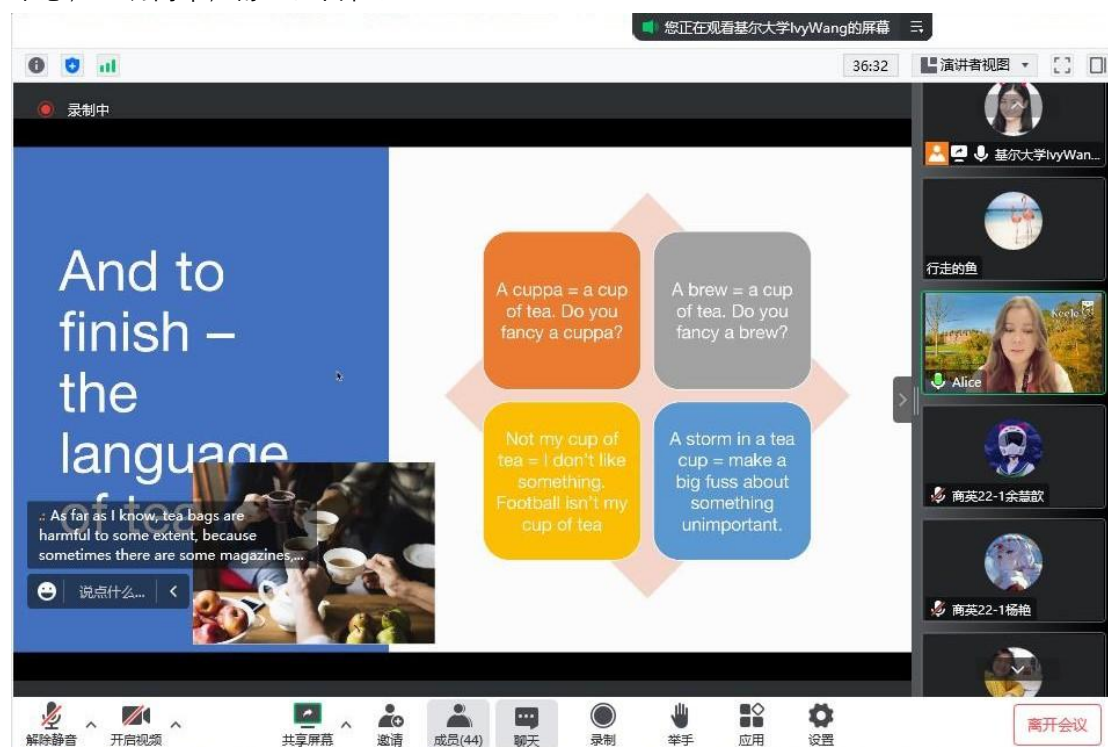 您正在观看基尔大学IvyWang的屏幕
36:32
演讲者视图
录制中
基尔大学IvyWan...
行走的鱼
Keele
Alice
商英22-1余慧歆
商英22-1杨艳
And to
finish –
the
language
of tea
A cuppa = a cup
of tea. Do you
fancy a cuppa?
A brew = a cup
of tea. Do you
fancy a brew?
Not my cup of
tea = I don't like
something.
Football isn't my
cup of tea
A storm in a tea
cup = make a
big fuss about
something
unimportant.
.: As far as I know, tea bags are
harmful to some extent, because
sometimes there are some magazines,...
说点什么...
解除静音
开启视频
共享屏幕
邀请
成员(44)
聊天
录制
举手
应用
设置
离开会议